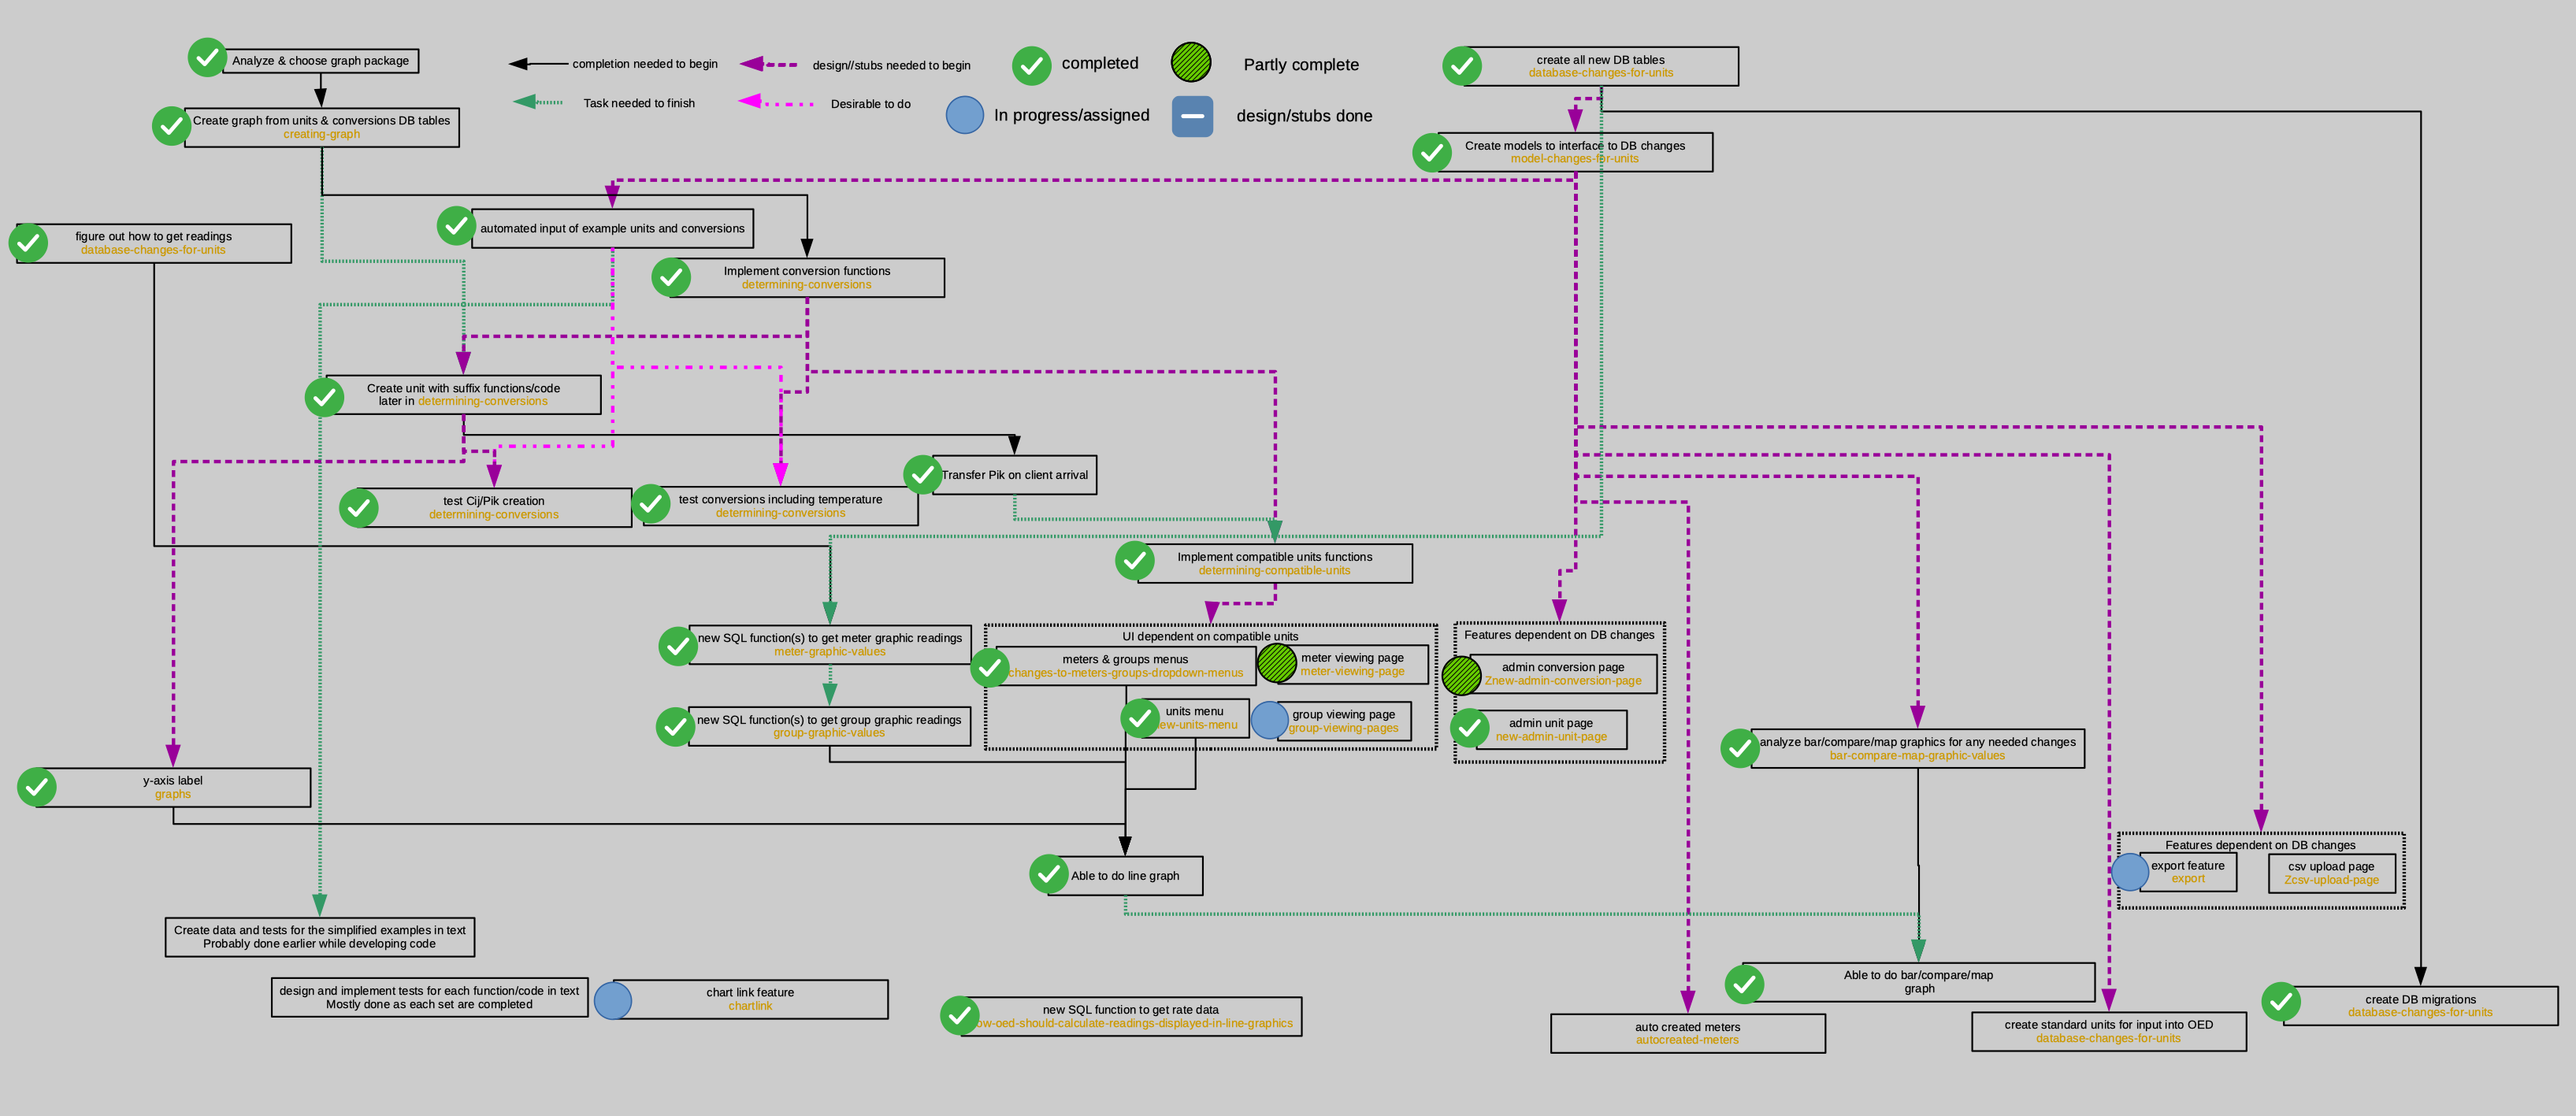 Analyze & choose graph package
completion needed to begin
design//stubs needed to begin
completed
Partly complete
create all new DB tables
database-changes-for-units
Task needed to finish
Desirable to do
In progress/assigned
design/stubs done
Create graph from units & conversions DB tables
creating-graph
Create models to interface to DB changes
model-changes-for-units
figure out how to get readings
database-changes-for-units
automated input of example units and conversions
Implement conversion functions
determining-conversions
Create unit with suffix functions/code
later in determining-conversions
Transfer Pik on client arrival
test Cij/Pik creation
determining-conversions
test conversions including temperature
determining-conversions
Implement compatible units functions
determining-compatible-units
new SQL function(s) to get meter graphic readings
meter-graphic-values
UI dependent on compatible units
meters & groups menus
changes-to-meters-groups-dropdown-menus
meter viewing page
meter-viewing-page
units menu
ew-units-menu
group viewing page
group-viewing-pages
Features dependent on DB changes
admin conversion page
Znew-admin-conversion-page
admin unit page
new-admin-unit-page
new SQL function(s) to get group graphic readings
group-graphic-values
analyze bar/compare/map graphics for any needed changes
bar-compare-map-graphic-values
y-axis label
graphs
Features dependent on DB changes
export feature
export
csv upload page
Zcsv-upload-page
Able to do line graph
Create data and tests for the simplified examples in text
Probably done earlier while developing code
design and implement tests for each function/code in text
Mostly done as each set are completed
chart link feature
chartlink
new SQL function to get rate data
ow-oed-should-calculate-readings-displayed-in-line-graphics
Able to do bar/compare/map
graph
auto created meters
autocreated-meters
create standard units for input into OED
database-changes-for-units
create DB migrations
database-changes-for-units